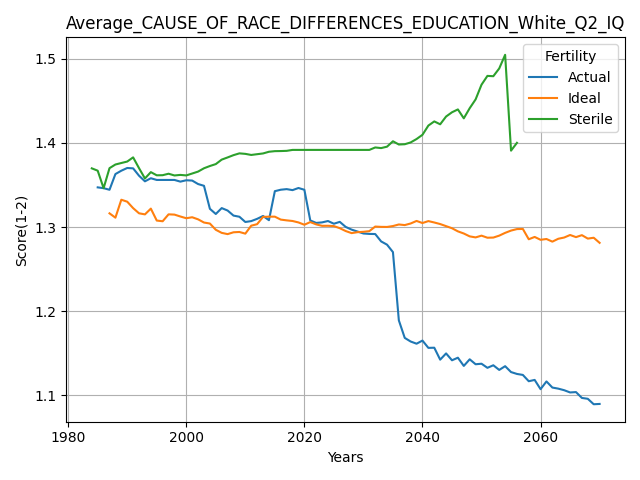 Average_CAUSE_OF_RACE_DIFFERENCES_EDUCATION_White_Q2_IQ
Fertility
Actual
Ideal
Sterile
Score(1-2)
1.5
1.4
1.3
1.2
1.1
1980
2000
2020
2040
2060
Years